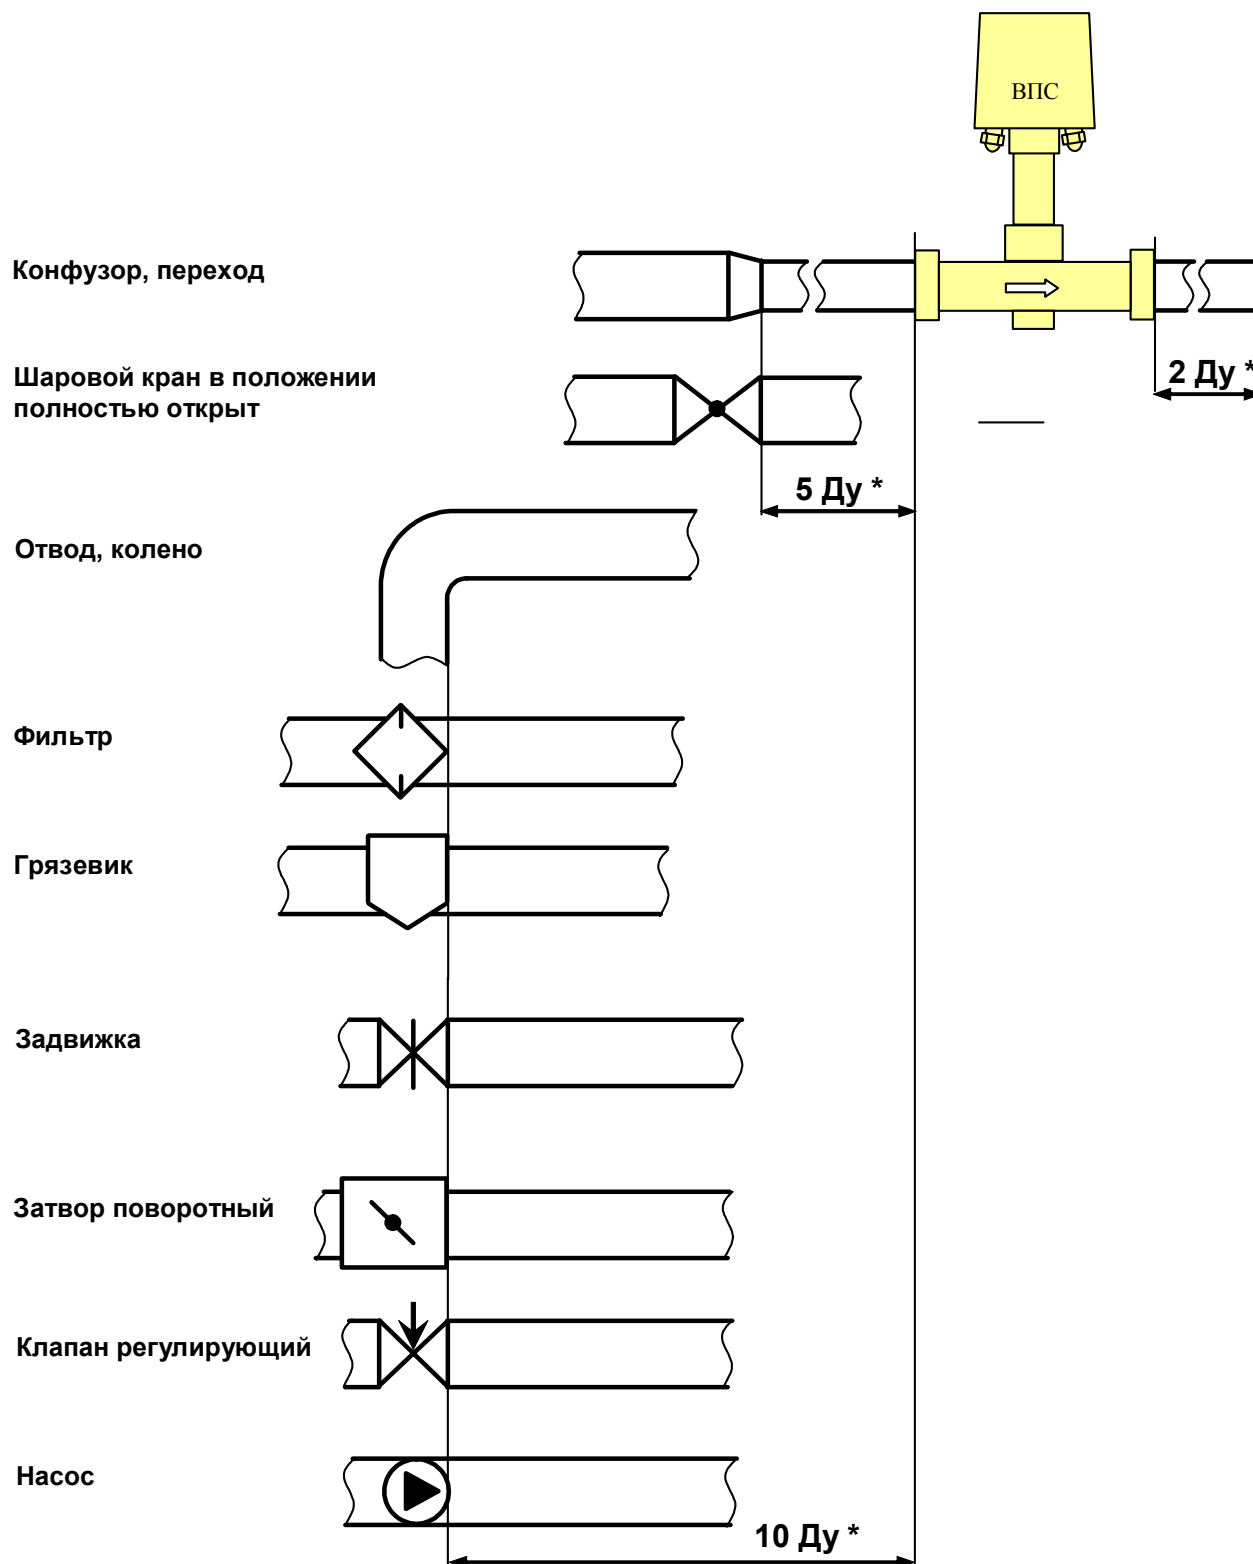 ВПС
Конфузор, переход
Шаровой кран в положении
полностью открыт
2 Ду *
5 Ду *
Отвод, колено
Фильтр
Грязевик
Задвижка
Затвор поворотный
Клапан регулирующий
Насос
10 Ду *